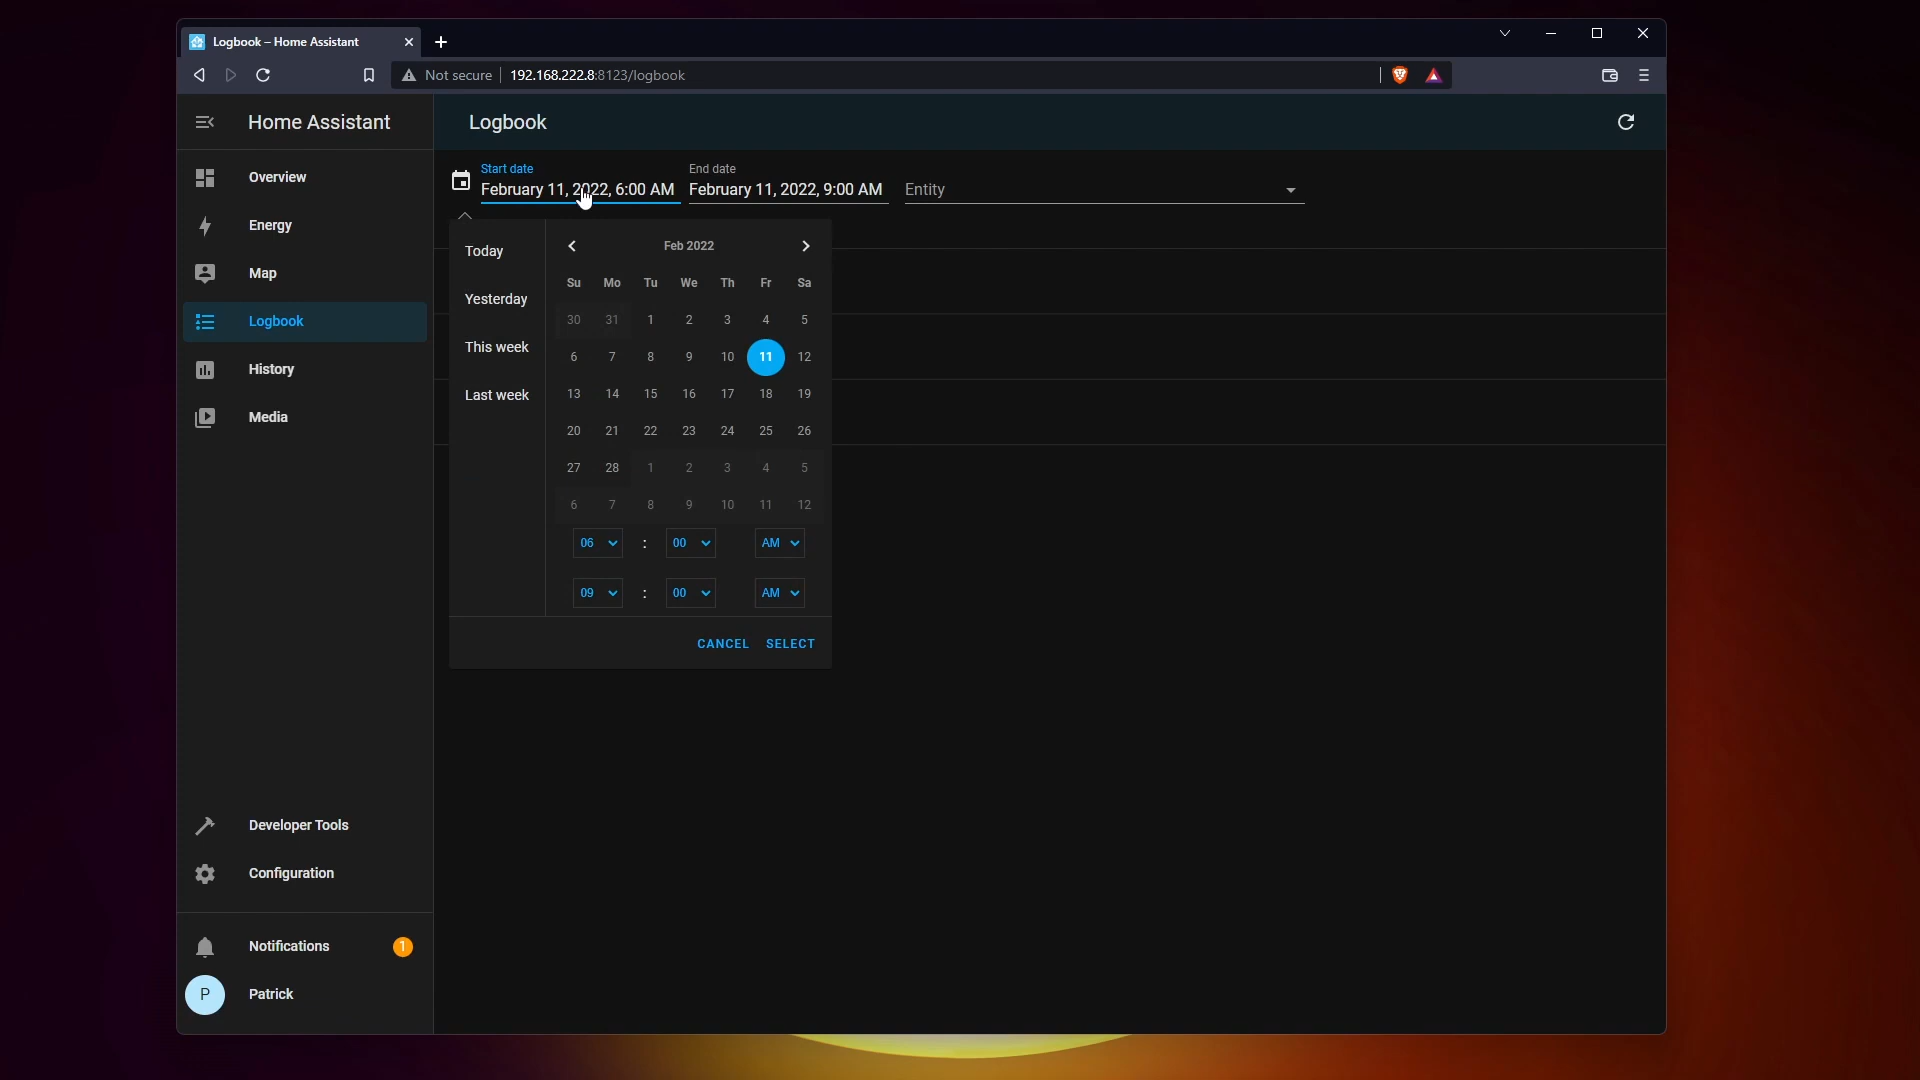 Logbook – Home Assistant
Not secure 192.168.222.8:8123/logbook
Home Assistant
Logbook
Overview
Energy
Map
Logbook
History
Media
Developer Tools
Configuration
Notifications 1
P Patrick
Start date
February 11, 2022, 6:00 AM
End date
February 11, 2022, 9:00 AM
Entity
Today
Yesterday
This week
Last week
Feb 2022
Su Mo Tu We Th Fr Sa
30 31 1 2 3 4 5
6 7 8 9 10 11 12
13 14 15 16 17 18 19
20 21 22 23 24 25 26
27 28 1 2 3 4 5
6 7 8 9 10 11 12
06 : 00 AM
09 : 00 AM
CANCEL SELECT